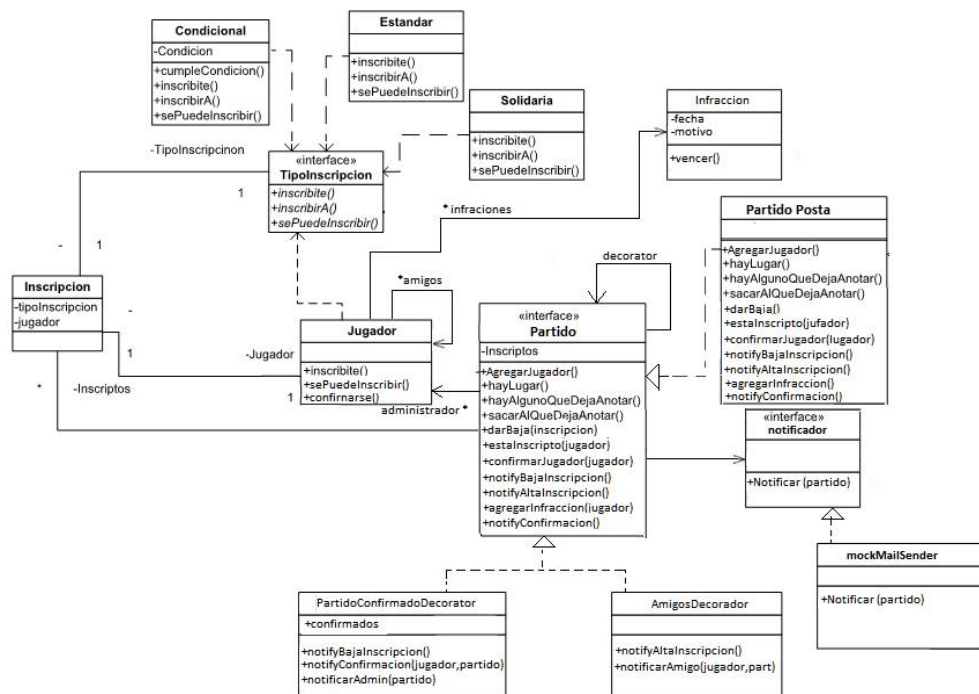 Condicional
-Condicion
+cumpleCondicion()
+inscribite()
+inscribirA()
+sePuedeInscribir()
Estandar
+inscribite()
+inscribirA()
+sePuedeInscribir()
Solidaria
+inscribite()
+inscribirA()
+sePuedeInscribir()
Infraccion
-fecha
-motivo
+vencer()
-TipoInscripcinon
1
«interface»
TipoInscripcion
+inscribite()
+inscribirA()
+sePuedeInscribir()
* infraciones
Partido Posta
+AgregarJugador()
+hayLugar()
+hayAlgunoQueDejaAnotar()
+sacarAlQueDejaAnotar()
+darBaja()
+estaInscripto(jufador)
+confirmarJugador(lugador)
+notifyBajaInscripcion()
+notifyAltaInscripcion()
+agregarInfraccion()
+notifyConfirmacion()
decorator
-
1
Inscripcion
-tipoInscripcion
-jugador
-
1
*
-Inscriptos
*amigos
-Jugador
1
Jugador
+inscribite()
+sePuedeInscribir()
+confirnarse()
administrador *
«interface»
Partido
-Inscriptos
+AgregarJugador()
+hayLugar()
+hayAlgunoQueDejaAnotar()
+sacarAlQueDejaAnotar()
+darBaja(inscripcion)
+estaInscripto(jugador)
+confirmarJugador(jugador)
+notifyBajaInscripcion()
+notifyAltaInscripcion()
+agregarInfraccion(jugador)
+notifyConfirmacion()
«interface»
notificador
+Notificar (partido)
mockMailSender
+Notificar (partido)
PartidoConfirmadoDecorator
+confirmados
+notifyBajaInscripcion()
+notifyConfirmacion(jugador,partido)
+notificarAdmin(partido)
AmigosDecorador
+notifyAltaInscripcion()
+notificarAmigo(jugador,part)